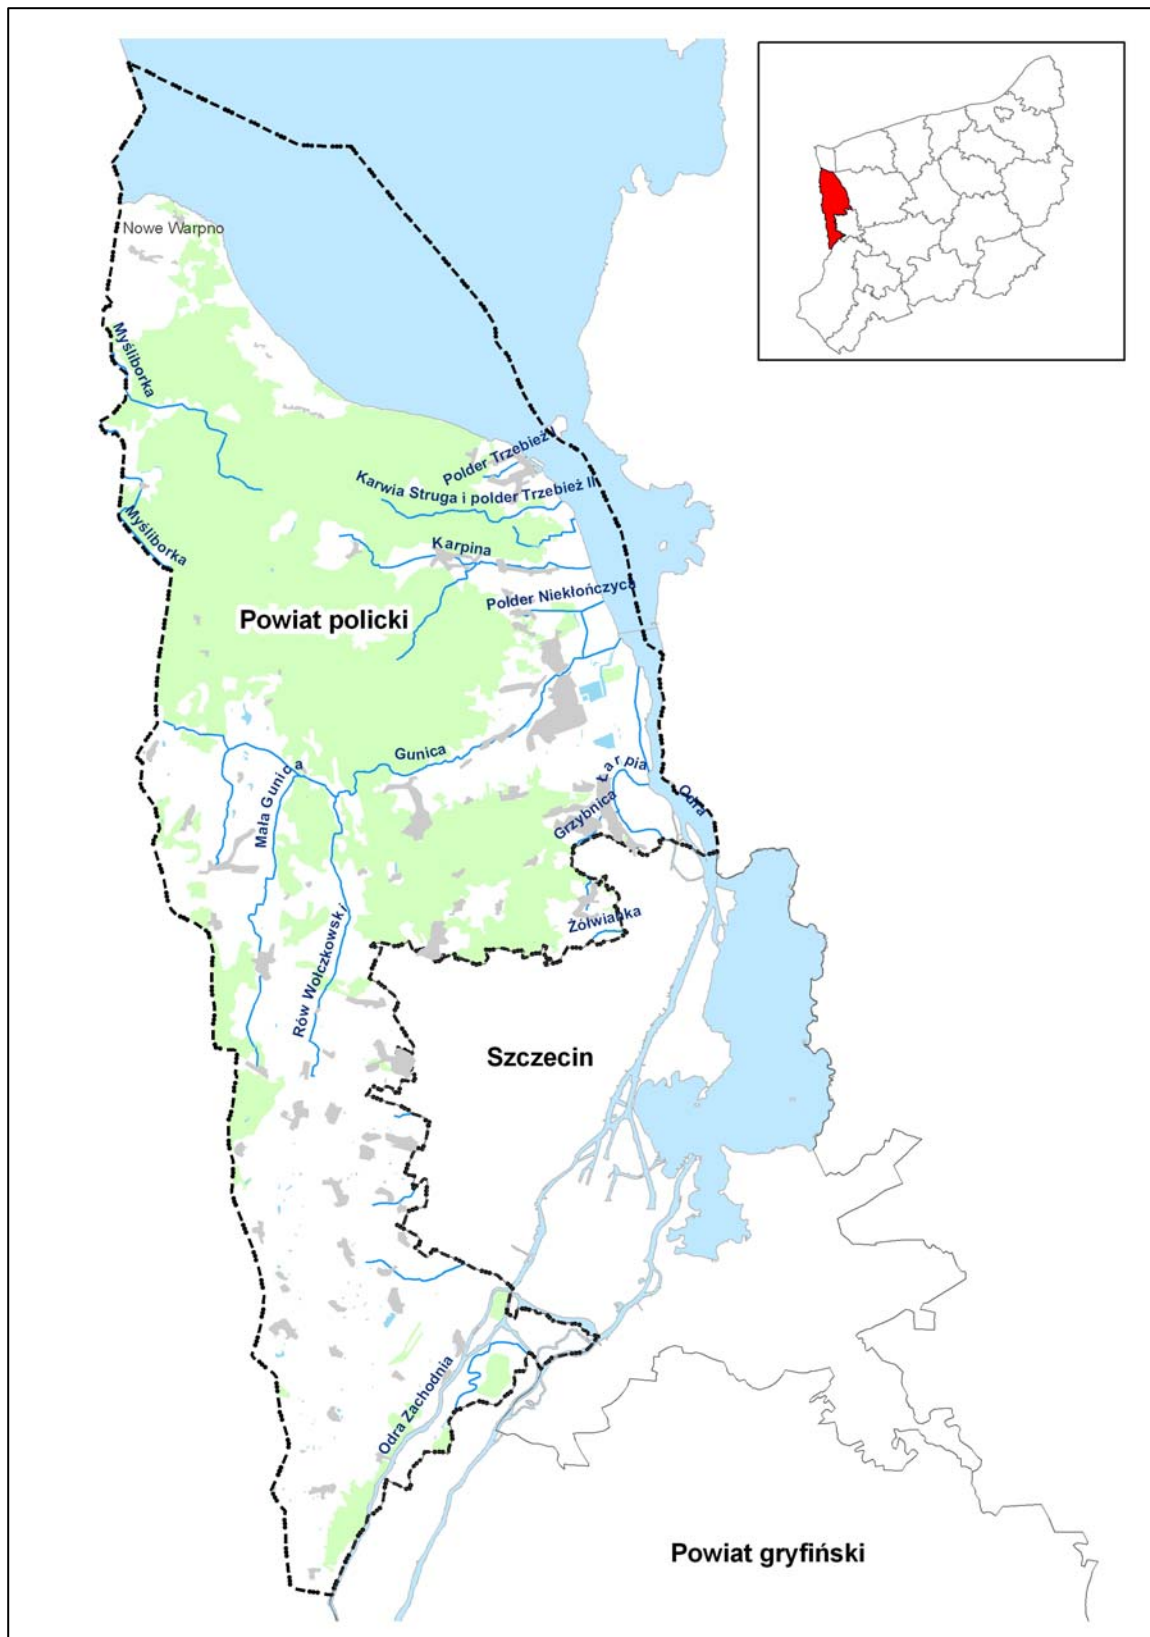 Nowe Warpno
Myśliborka
Polder Trzebież I
Karwia Struga i polder Trzebież II
Myśliborka
Karpina
Polder Niekłończyca
Powiat policki
Gunica
Mała Gunica
Łarpia
Odra
Grzybnica
Żółwianka
Rów Wołczkowski
Szczecin
Odra Zachodnia
Powiat gryfiński